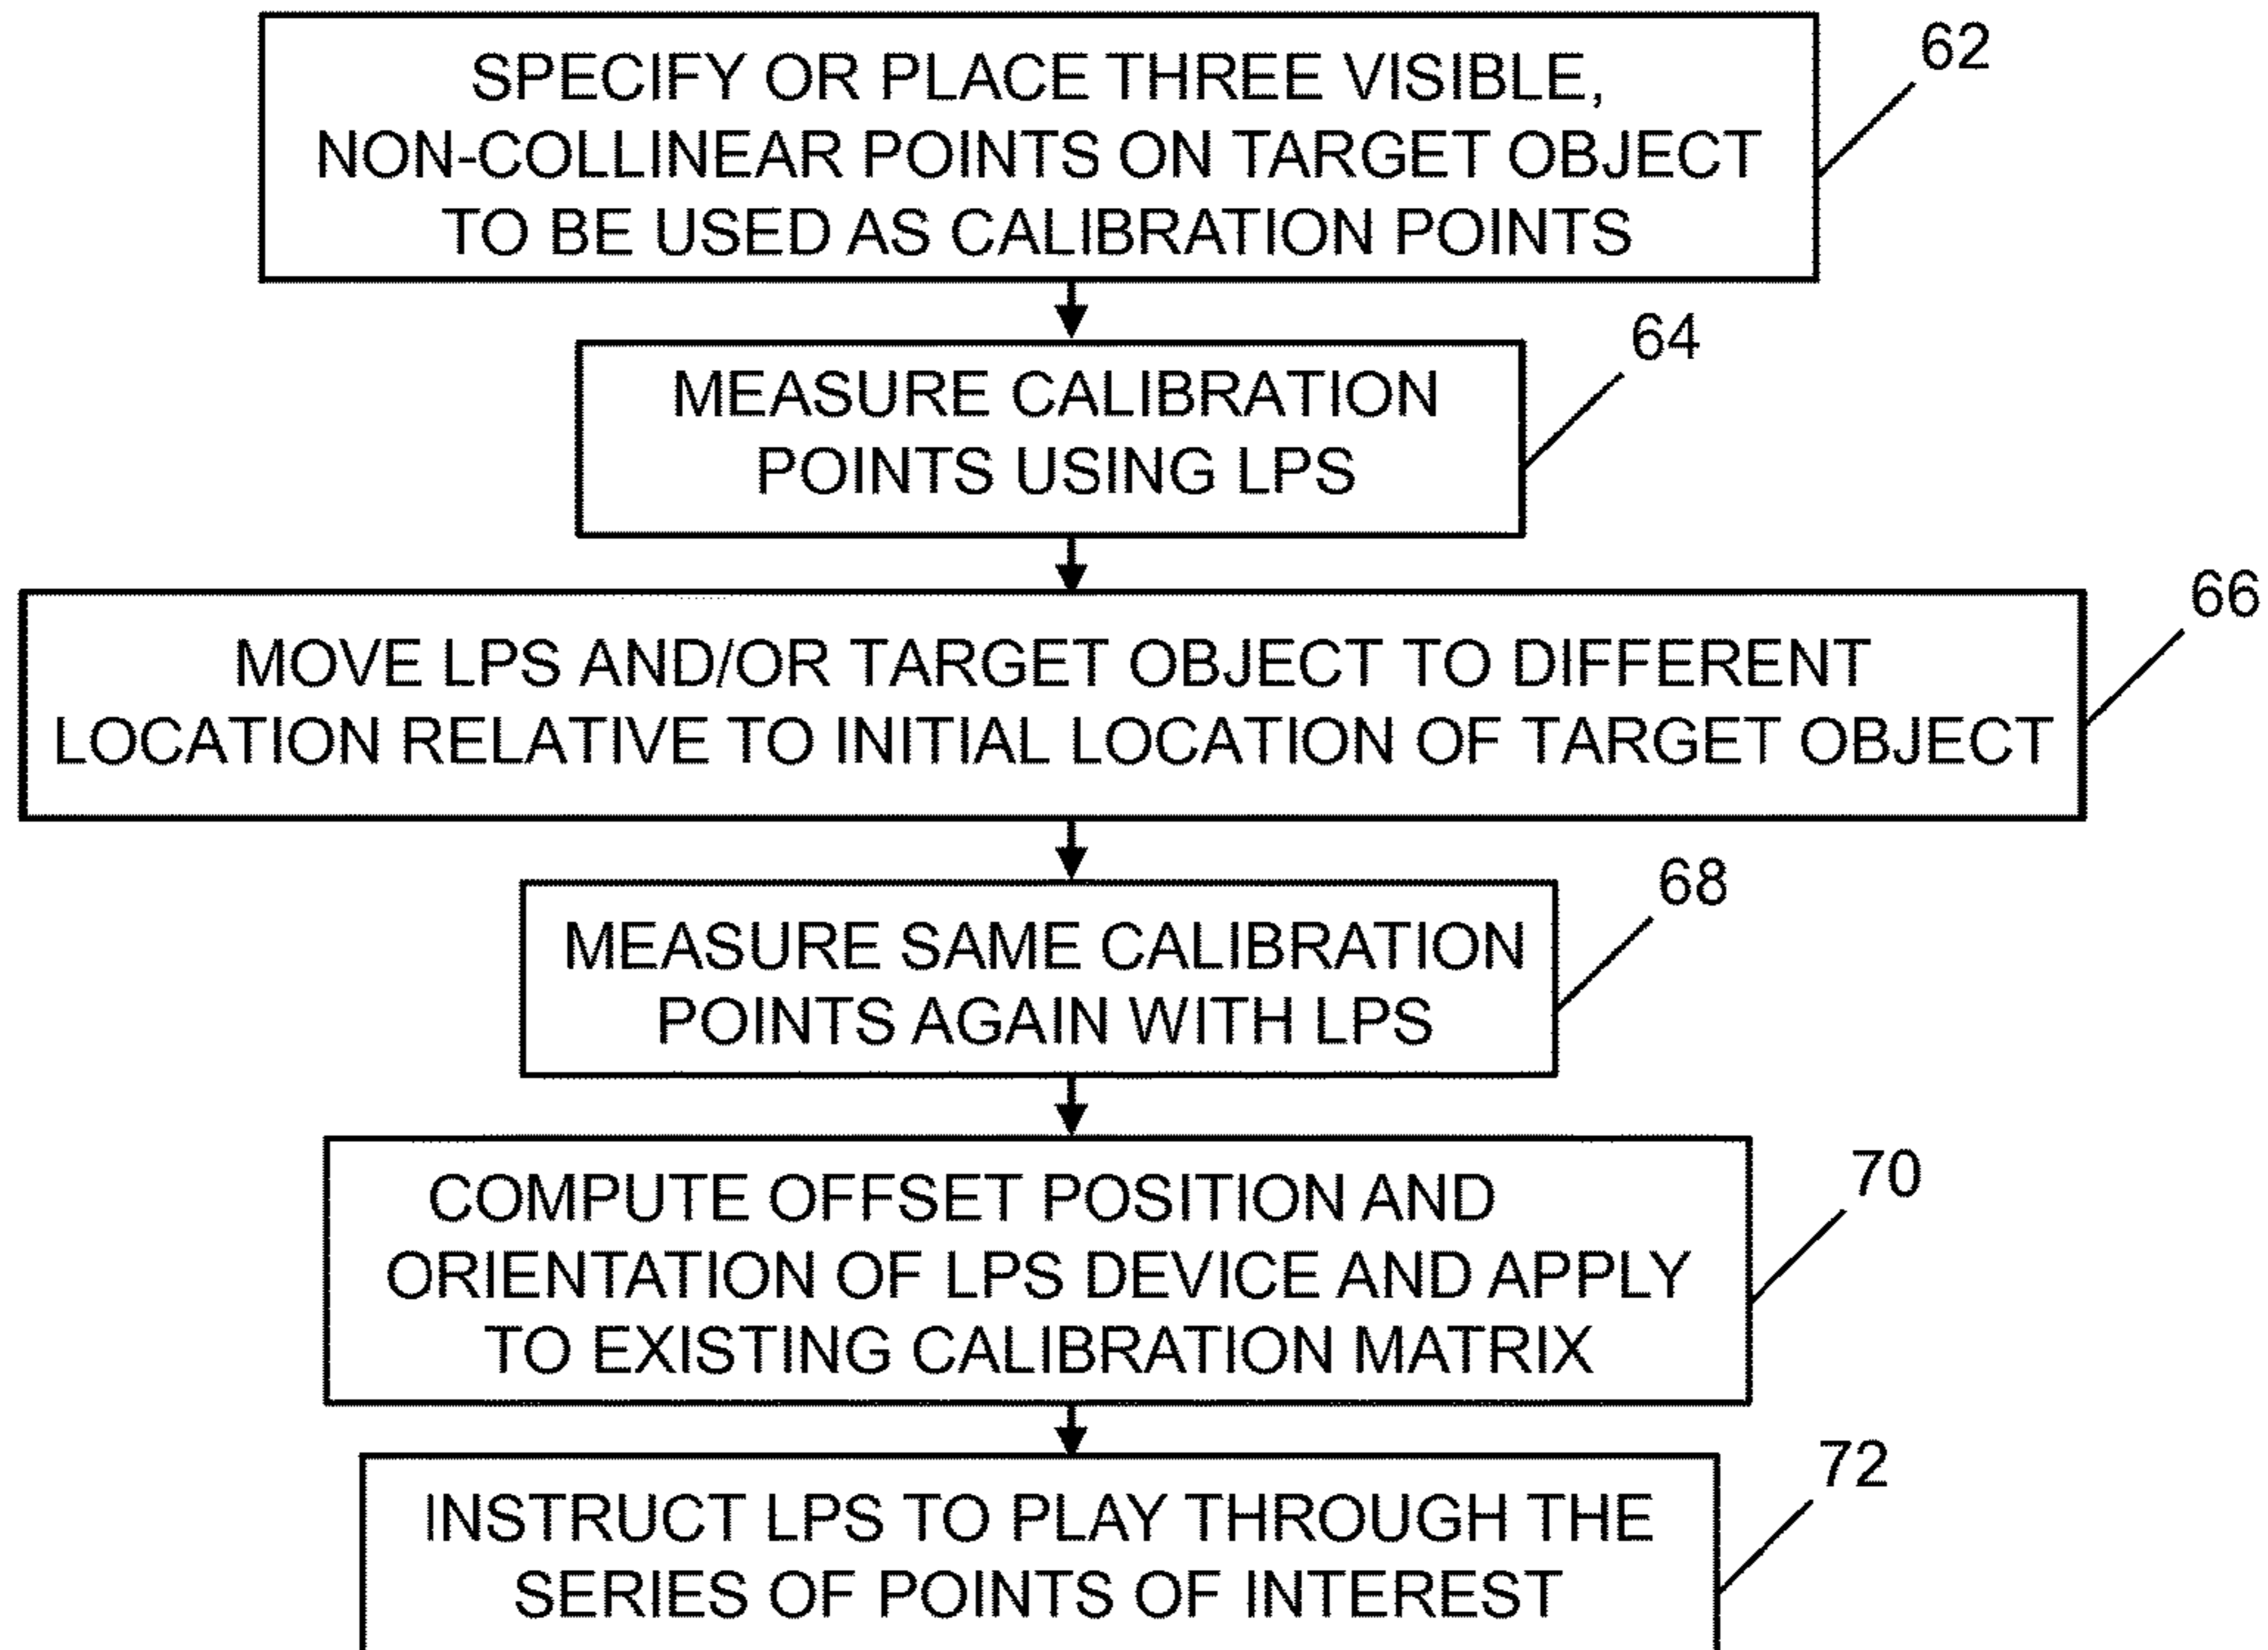 SPECIFY OR PLACE THREE VISIBLE,
NON-COLLINEAR POINTS ON TARGET OBJECT
TO BE USED AS CALIBRATION POINTS
62
MEASURE CALIBRATION
POINTS USING LPS
64
MOVE LPS AND/OR TARGET OBJECT TO DIFFERENT
LOCATION RELATIVE TO INITIAL LOCATION OF TARGET OBJECT
66
MEASURE SAME CALIBRATION
POINTS AGAIN WITH LPS
68
COMPUTE OFFSET POSITION AND
ORIENTATION OF LPS DEVICE AND APPLY
TO EXISTING CALIBRATION MATRIX
70
INSTRUCT LPS TO PLAY THROUGH THE
SERIES OF POINTS OF INTEREST
72